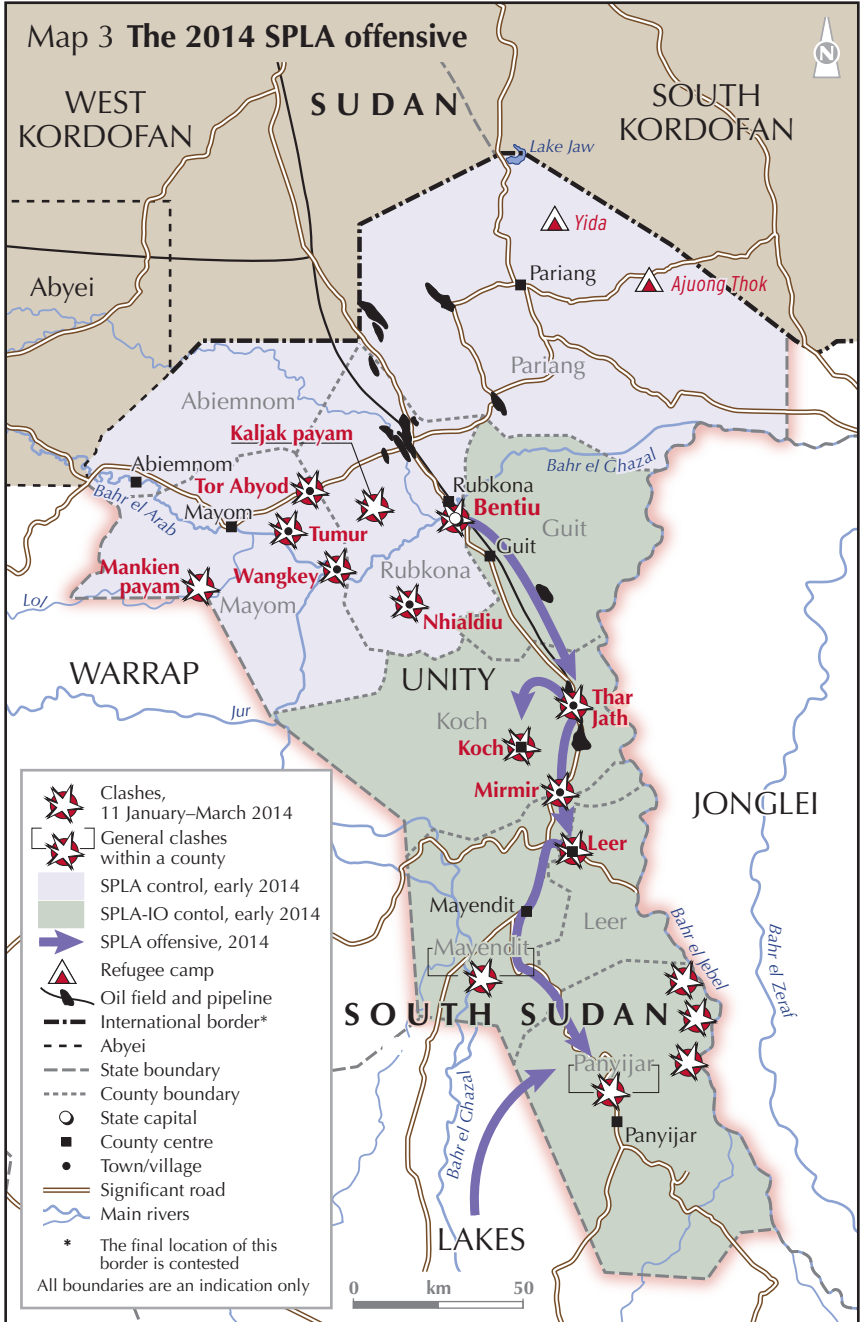 Map 3 The 2014 SPLA offensive
N
WEST
KORDOFAN
SUDAN
SOUTH
KORDOFAN
Lake Jaw
Yida
Abyei
Pariang
Ajuong Thok
Pariang
Abiemnom
Kaljak payam
Abiemnom
Bahr el Ghazal
Tor Abyod
Rubkona
Bentiu
Bahr el Arab
Mayom
Guit
Tumur
Guit
Mankien
payam
Wangkey
Rubkona
Lol
Mayom
Nhialdiu
WARRAP
UNITY
Thar
Jath
Jur
Koch
Koch
Mirmir
JONGLEI
Leer
Mayendit
Leer
Bahr el Jebel
Bahr el Zeraf
Mayendit
SOUTH SUDAN
Panyijar
Bahr el Ghazal
Panyijar
LAKES
Clashes,
11 January–March 2014
General clashes
within a county
SPLA control, early 2014
SPLA-IO contol, early 2014
SPLA offensive, 2014
Refugee camp
Oil field and pipeline
International border*
Abyei
State boundary
County boundary
State capital
County centre
Town/village
Significant road
Main rivers
* The final location of this
border is contested
All boundaries are an indication only
0 km 50